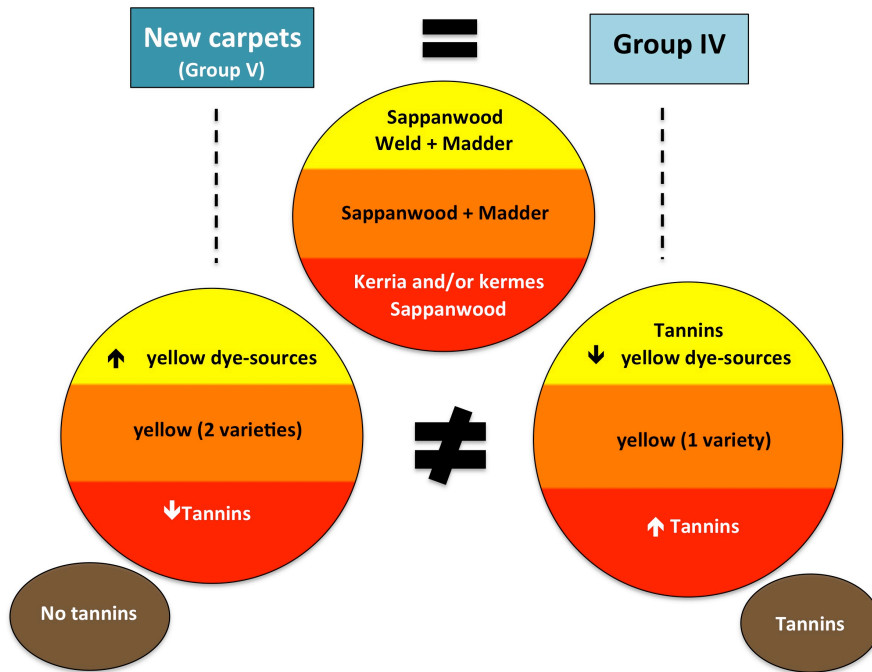 New carpets
(Group V)
=
Group IV
Sappanwood
Weld + Madder
Sappanwood + Madder
Kerria and/or kermes
Sappanwood
↑ yellow dye-sources
yellow (2 varieties)
↓Tannins
No tannins
≠
Tannins
↓ yellow dye-sources
yellow (1 variety)
↑ Tannins
Tannins